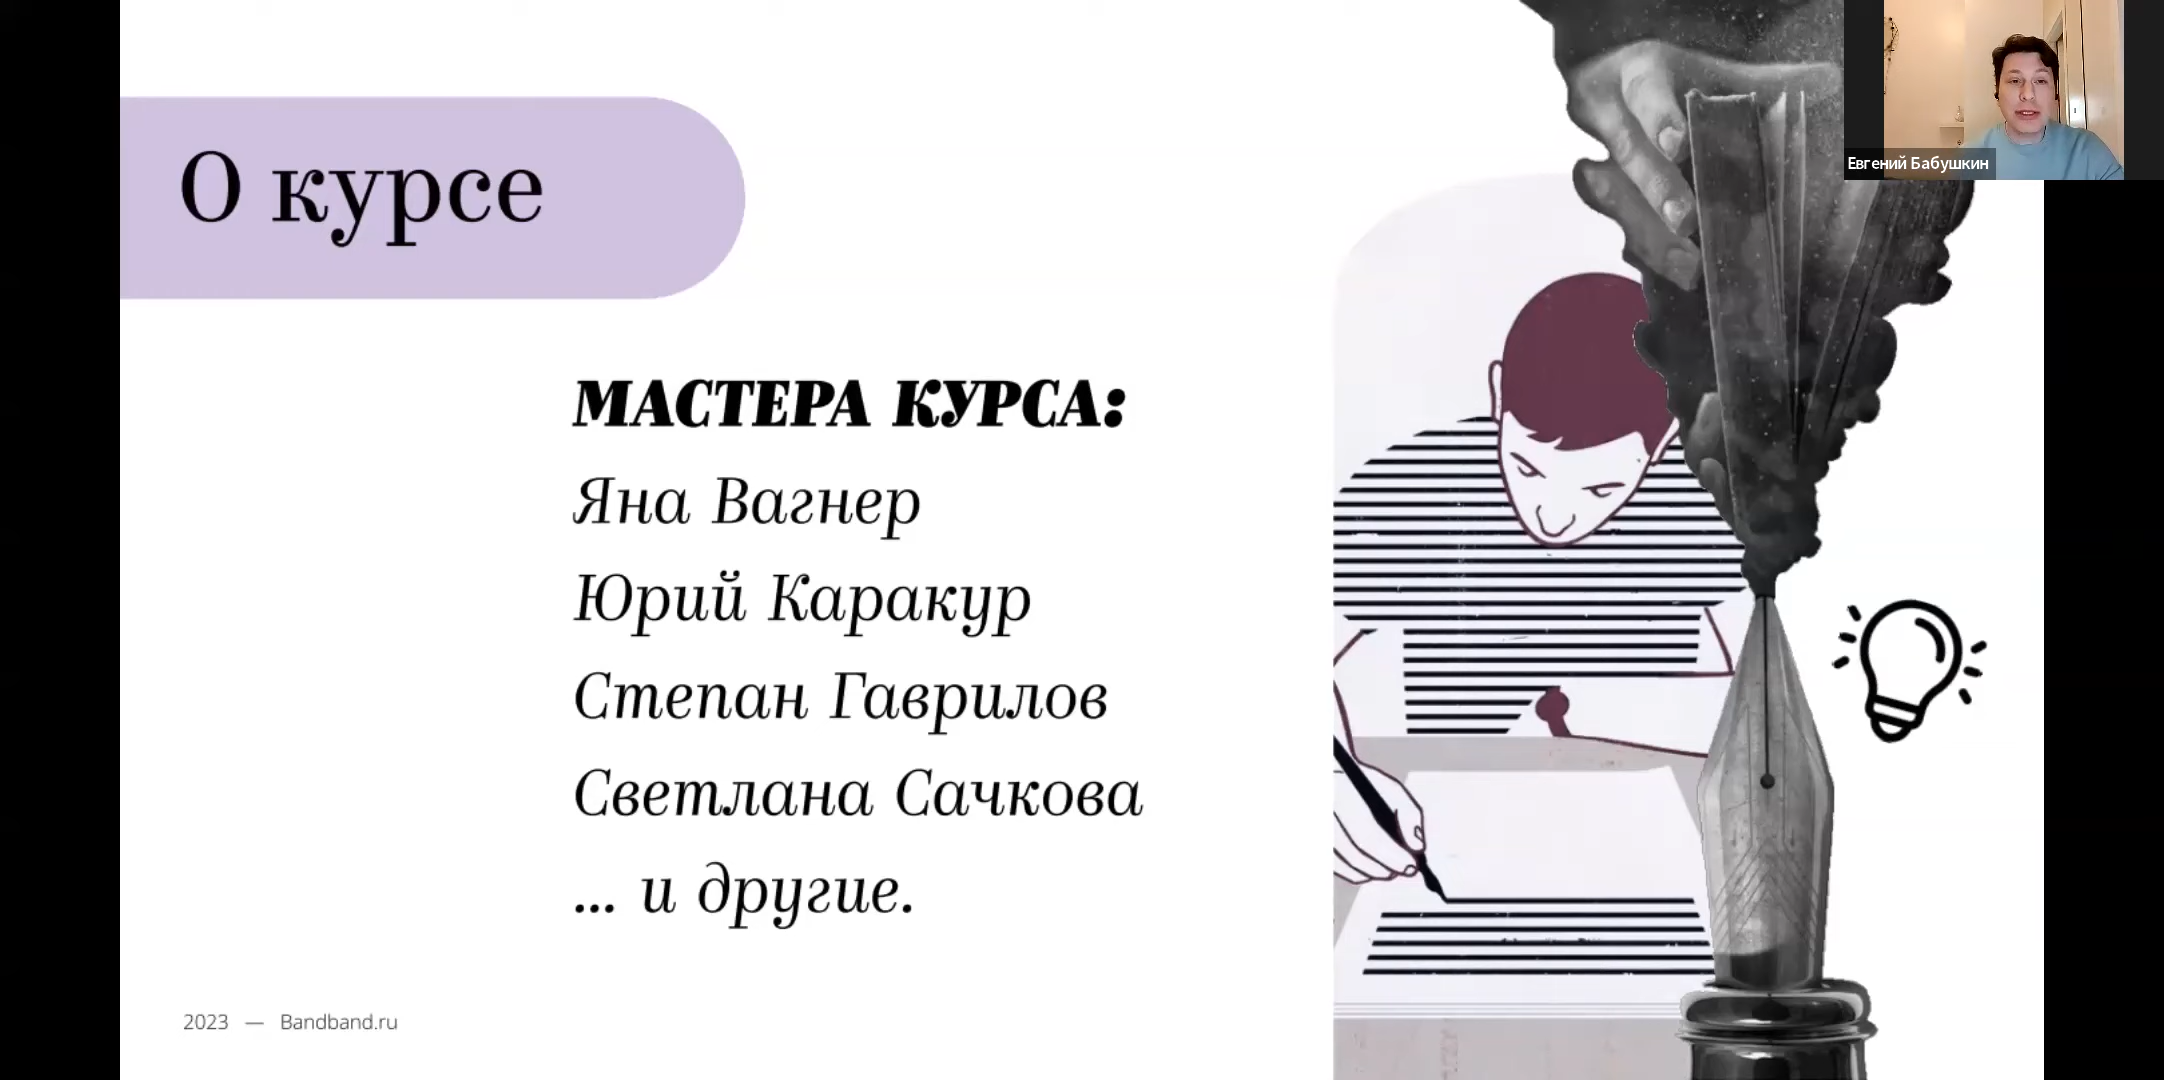 О курсе
Евгений Бабушкин
МАСТЕРА КУРСА:
Яна Вагнер
Юрий Каракур
Степан Гаврилов
Светлана Сачкова
... и другие.
2023 — Bandband.ru